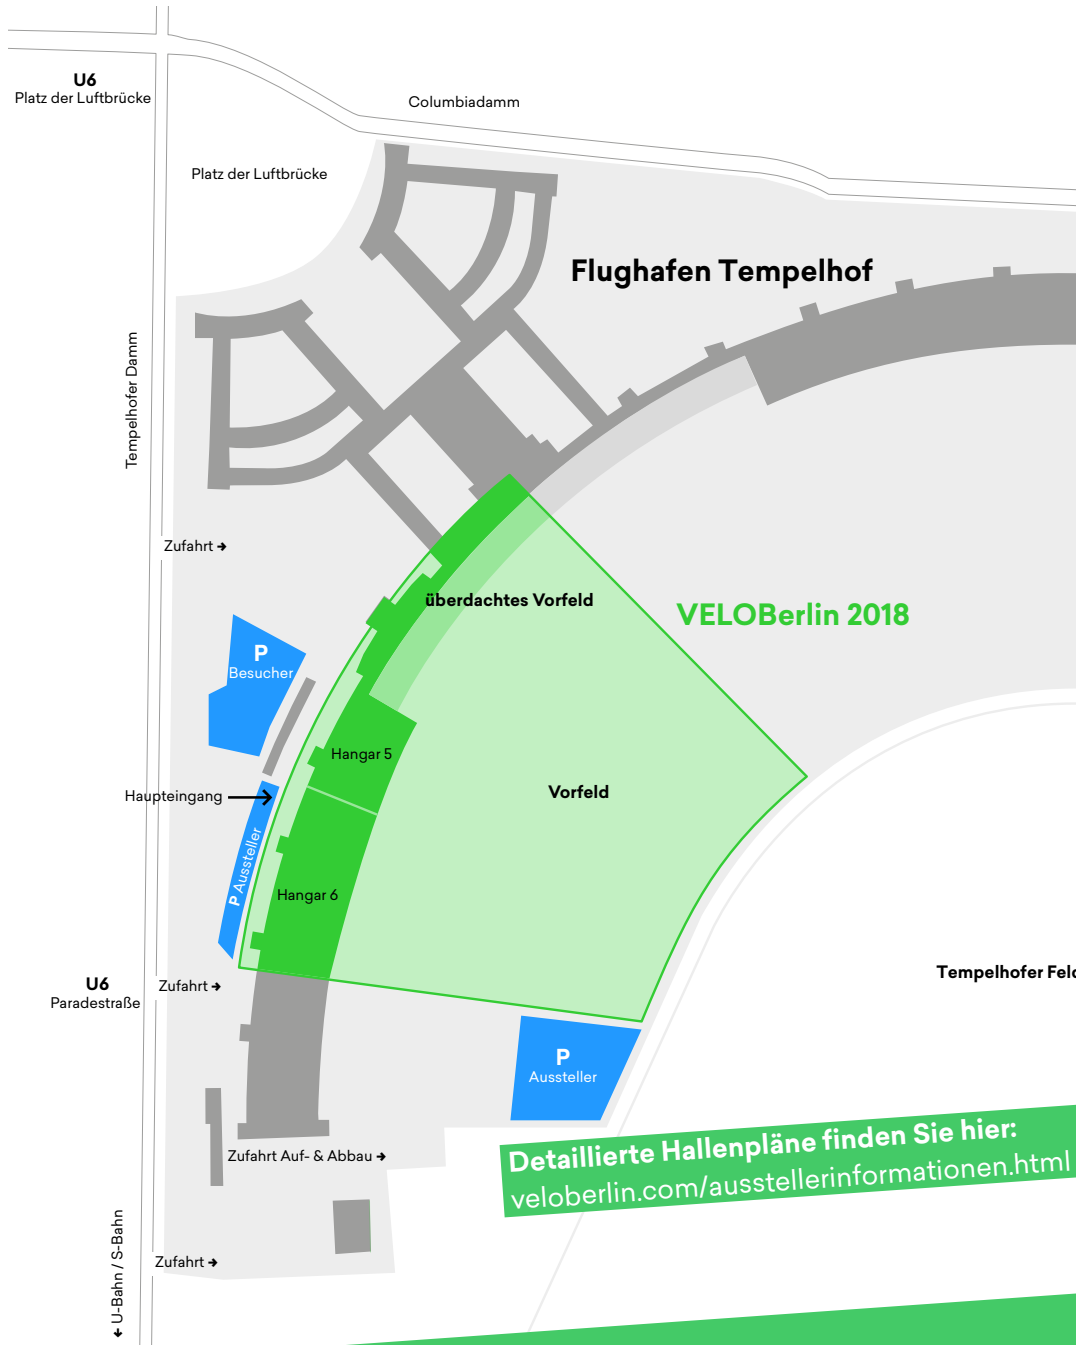 U6
Platz der Luftbrücke
Columbiadamm
Platz der Luftbrücke
Flughafen Tempelhof
Tempelhofer Damm
Zufahrt →
überdachtes Vorfeld
VELOBerlin 2018
P
Besucher
Hangar 5
Vorfeld
Haupteingang
P Aussteller
Hangar 6
Tempelhofer Feld
U6
Paradestraße
Zufahrt →
P
Aussteller
Detaillierte Hallenpläne finden Sie hier:
veloberlin.com/ausstellerinformationen.html
Zufahrt Auf- & Abbau →
← U-Bahn / S-Bahn
Zufahrt →